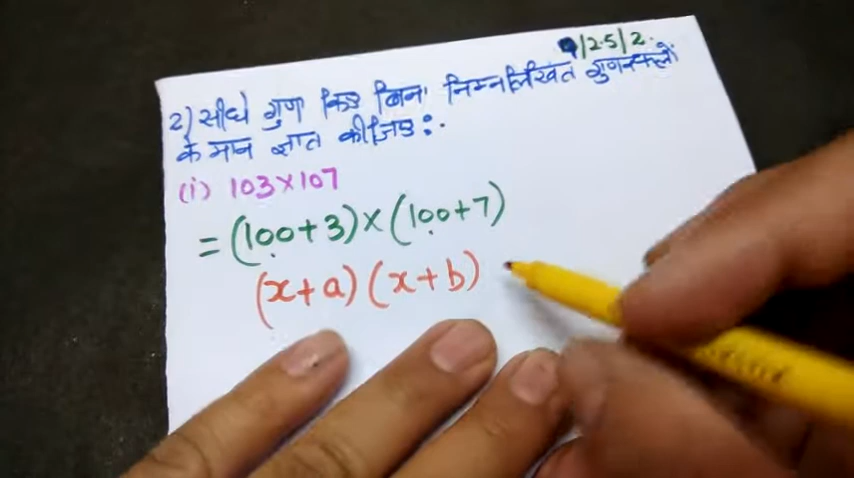 9/2.5/2.
2) सीधे गुणा किए बिना निम्नलिखित गुणनफलों
के मान ज्ञात कीजिए:.
(i) 103×107
= (100+3)×(100+7)
(x+a)(x+b)